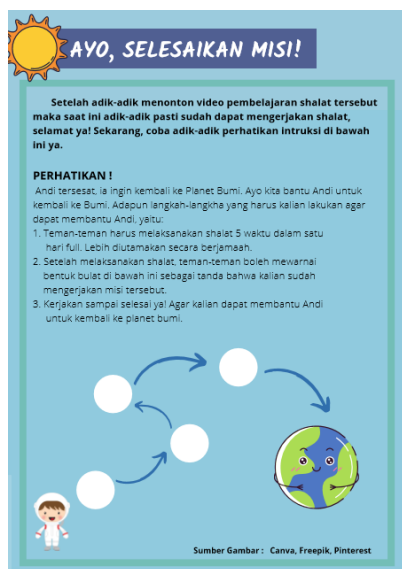 AYO, SELESAIKAN MISI!
Setelah adik-adik menonton video pembelajaran shalat tersebut
maka saat ini adik-adik pasti sudah dapat mengerjakan shalat,
selamat ya! Sekarang, coba adik-adik perhatikan intruksi di bawah
ini ya.
PERHATIKAN !
Andi tersesat, ia ingin kembali ke Planet Bumi. Ayo kita bantu Andi untuk
kembali ke Bumi. Adapun langkah-langkha yang harus kalian lakukan agar
dapat membantu Andi, yaitu:
1. Teman-teman harus melaksanakan shalat 5 waktu dalam satu
hari full. Lebih diutamakan secara berjamaah.
2. Setelah melaksanakan shalat, teman-teman boleh mewarnai
bentuk bulat di bawah ini sebagai tanda bahwa kalian sudah
mengerjakan misi tersebut.
3. Kerjakan sampai selesai ya! Agar kalian dapat membantu Andi
untuk kembali ke planet bumi.
Sumber Gambar : Canva, Freepik, Pinterest